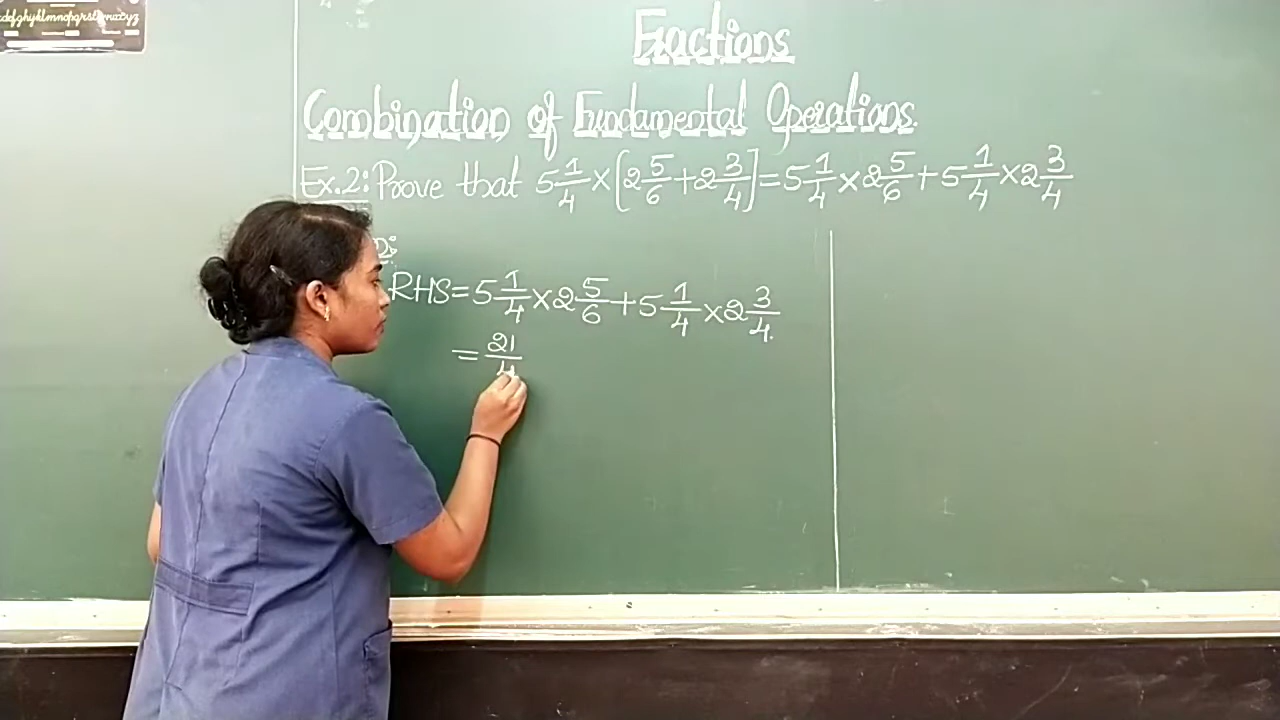 cdefghyklmnopqrstuvwxyz
Fractions
Combination of Fundamental Operations.
Ex.2: Prove that 5 1/4 × [2 5/6 + 2 3/4] = 5 1/4 × 2 5/6 + 5 1/4 × 2 3/4
RHS = 5 1/4 × 2 5/6 + 5 1/4 × 2 3/4.
= 21/4